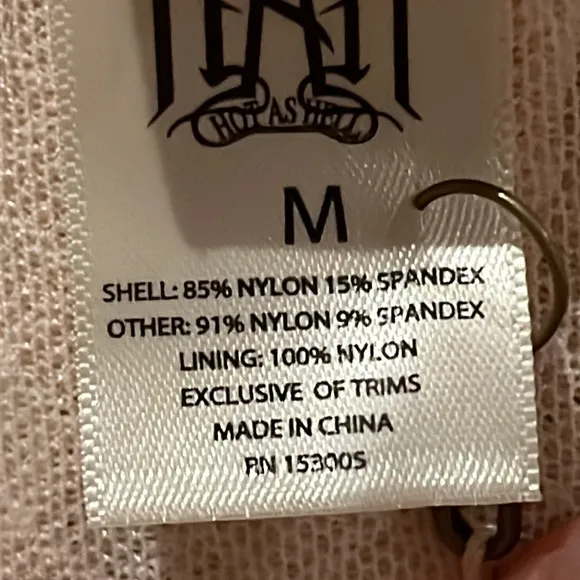 HAH
HOT AS HELL
M
SHELL: 85% NYLON 15% SPANDEX
OTHER: 91% NYLON 9% SPANDEX
LINING: 100% NYLON
EXCLUSIVE OF TRIMS
MADE IN CHINA
RN 153005